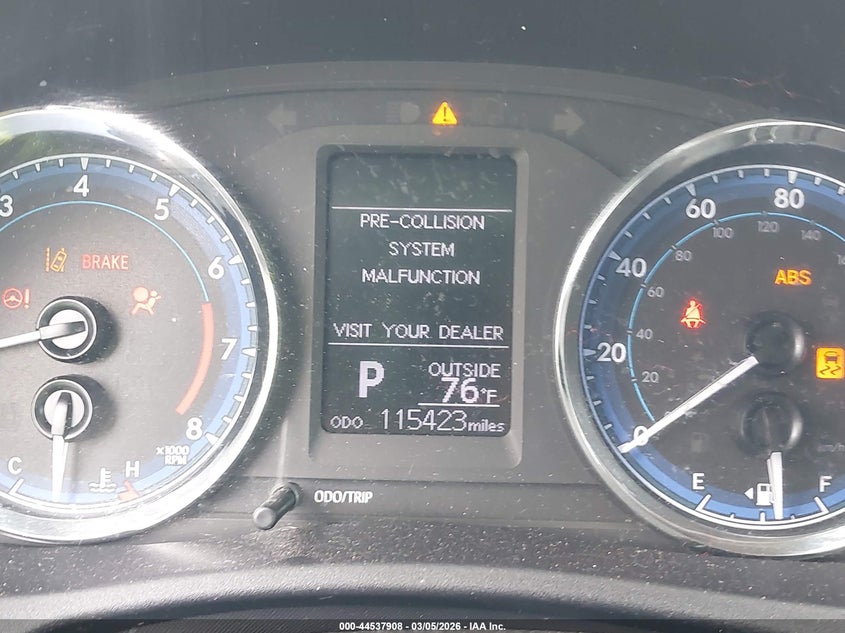 PRE-COLLISION
SYSTEM
MALFUNCTION
VISIT YOUR DEALER
P
OUTSIDE
76°F
ODO 115423 miles
ODO/TRIP
3 4 5 6 7 8
x1000
RPM
BRAKE
C H
0 20 40 60 80
20 40 60 80 100 120 140
ABS
km/h
E F
000-44537908 - 03/05/2026 - IAA Inc.